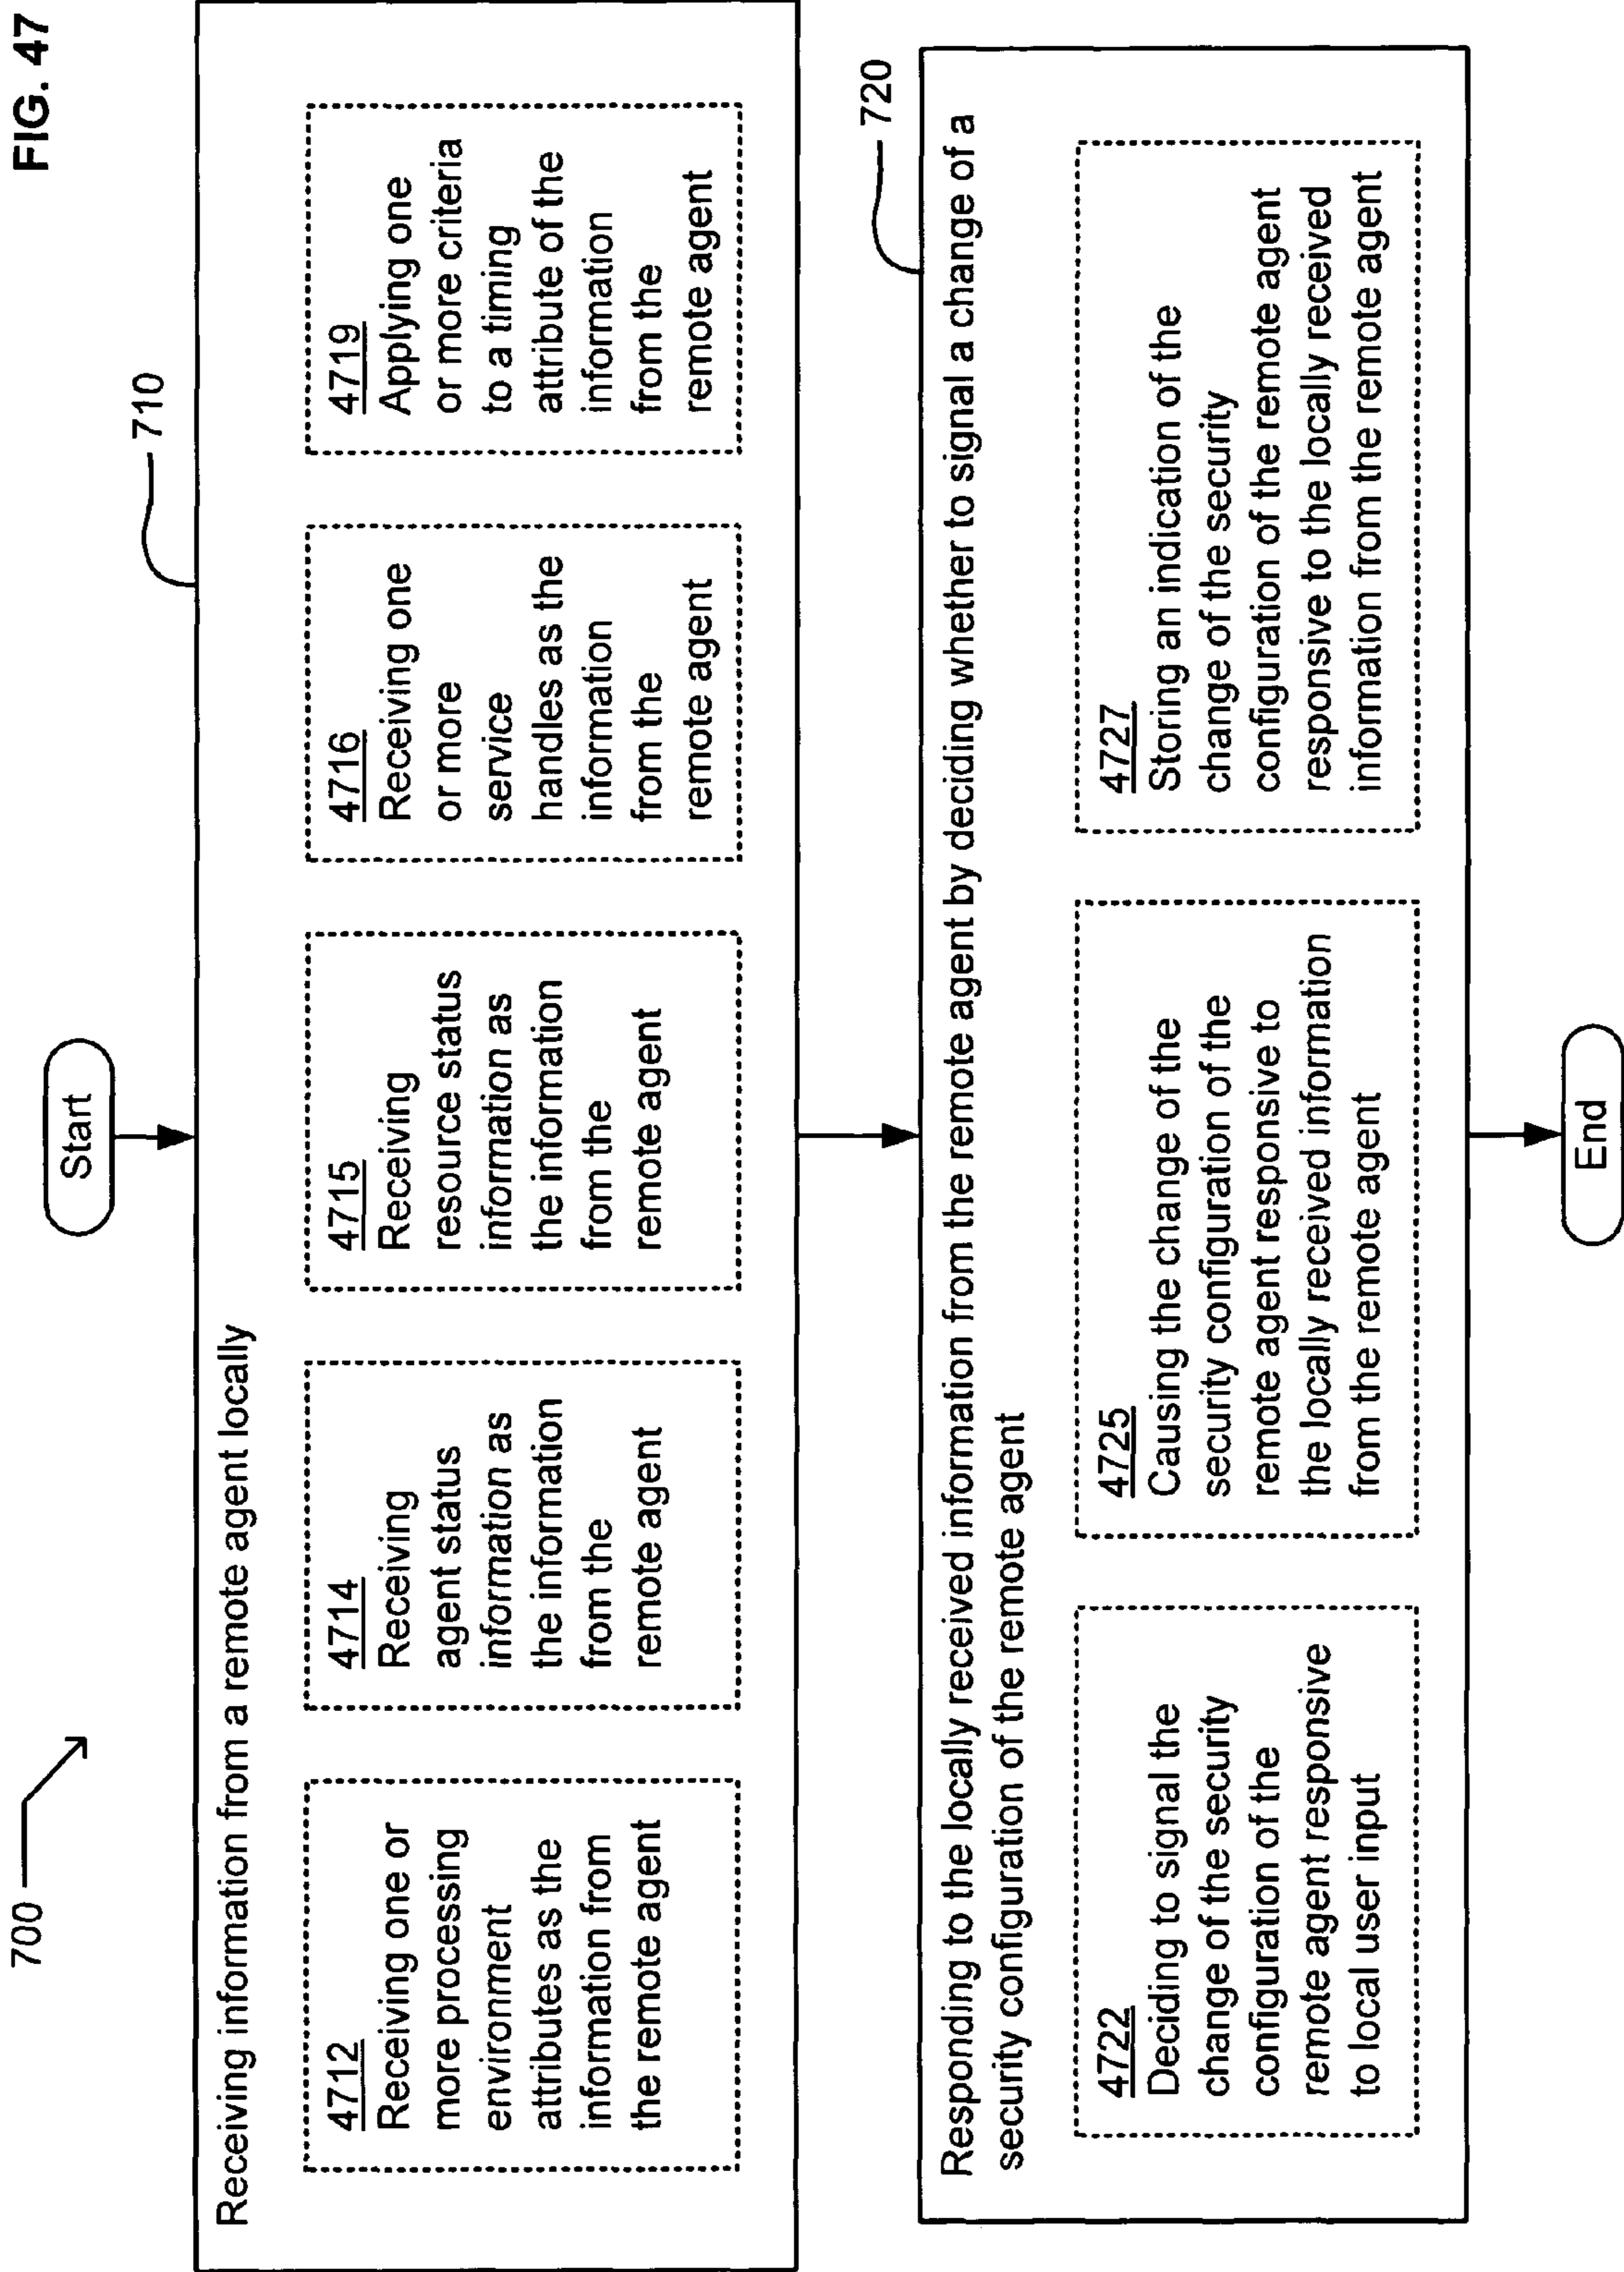 FIG. 47
700
Start
710
Receiving information from a remote agent locally
4712
Receiving one or
more processing
environment
attributes as the
information from
the remote agent
4714
Receiving
agent status
information as
the information
from the
remote agent
4715
Receiving
resource status
information as
the information
from the
remote agent
4716
Receiving one
or more
service
handles as the
information
from the
remote agent
4719
Applying one
or more criteria
to a timing
attribute of the
information
from the
remote agent
720
Responding to the locally received information from the remote agent by deciding whether to signal a change of a
security configuration of the remote agent
4722
Deciding to signal the
change of the security
configuration of the
remote agent responsive
to local user input
4725
Causing the change of the
security configuration of the
remote agent responsive to
the locally received information
from the remote agent
4727
Storing an indication of the
change of the security
configuration of the remote agent
responsive to the locally received
information from the remote agent
End